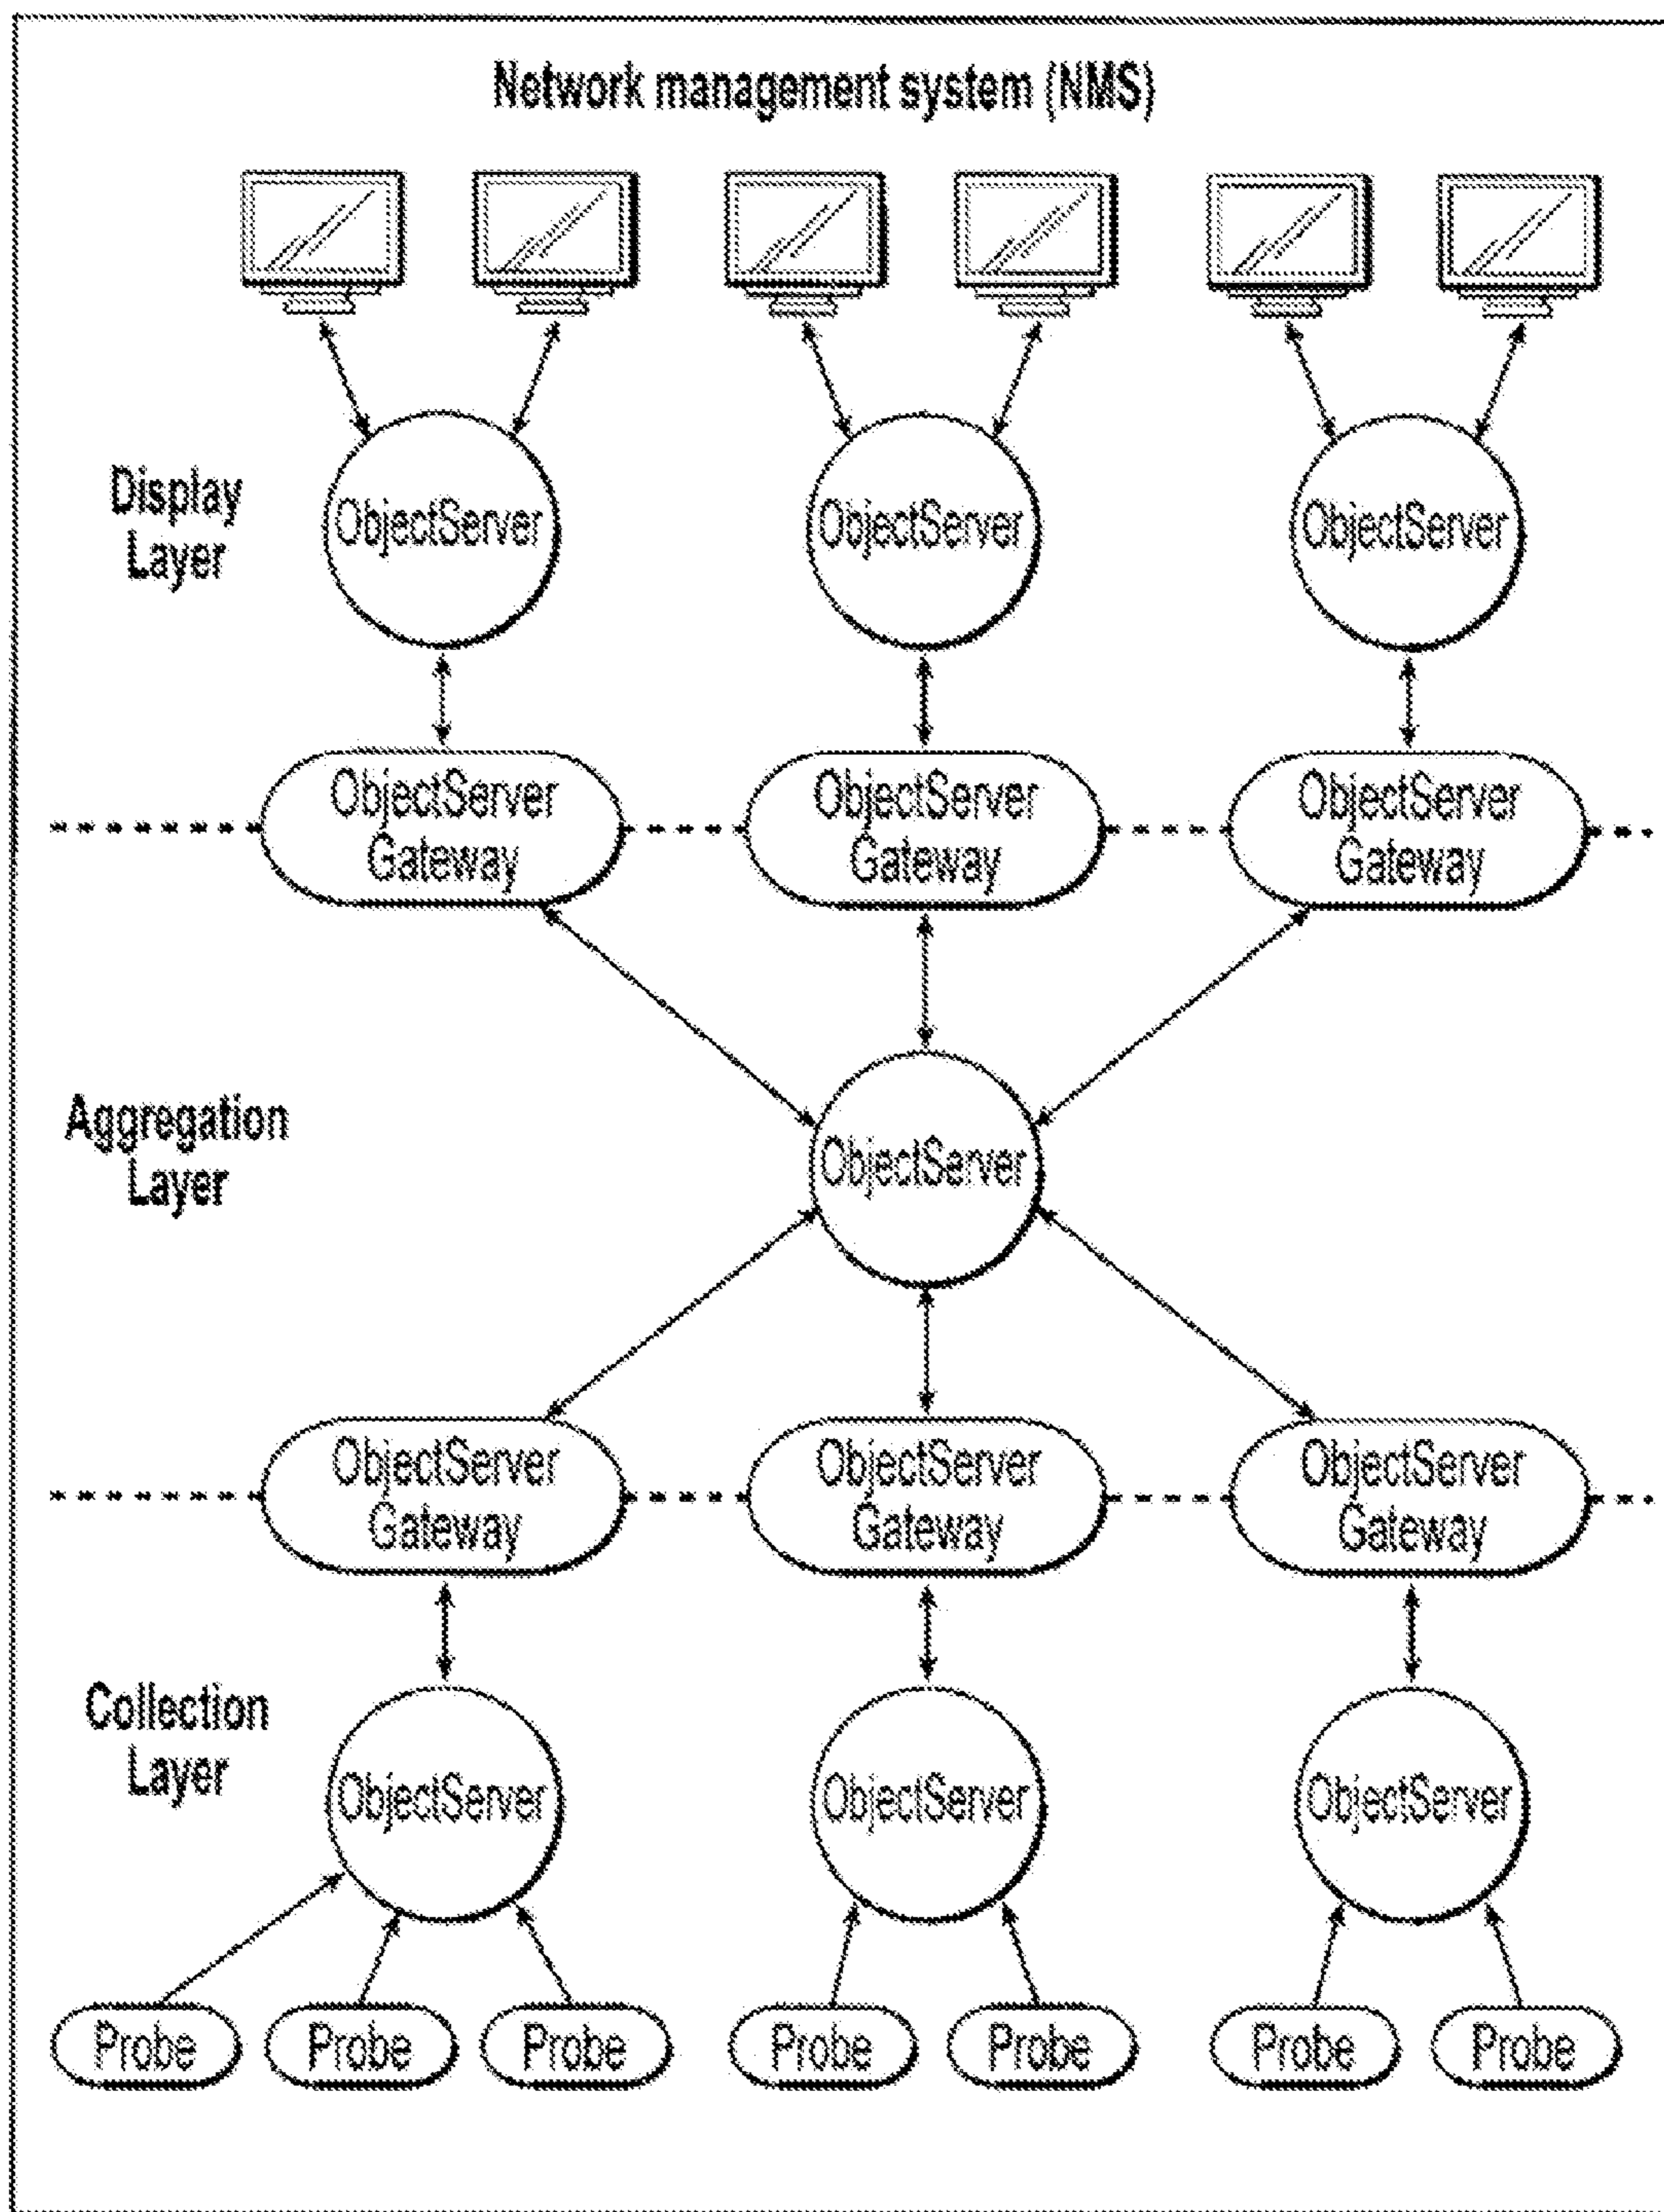 Network management system (NMS)
Display
Layer
ObjectServer
ObjectServer
ObjectServer
ObjectServer
Gateway
ObjectServer
Gateway
ObjectServer
Gateway
Aggregation
Layer
ObjectServer
ObjectServer
Gateway
ObjectServer
Gateway
ObjectServer
Gateway
Collection
Layer
ObjectServer
ObjectServer
ObjectServer
Probe
Probe
Probe
Probe
Probe
Probe
Probe